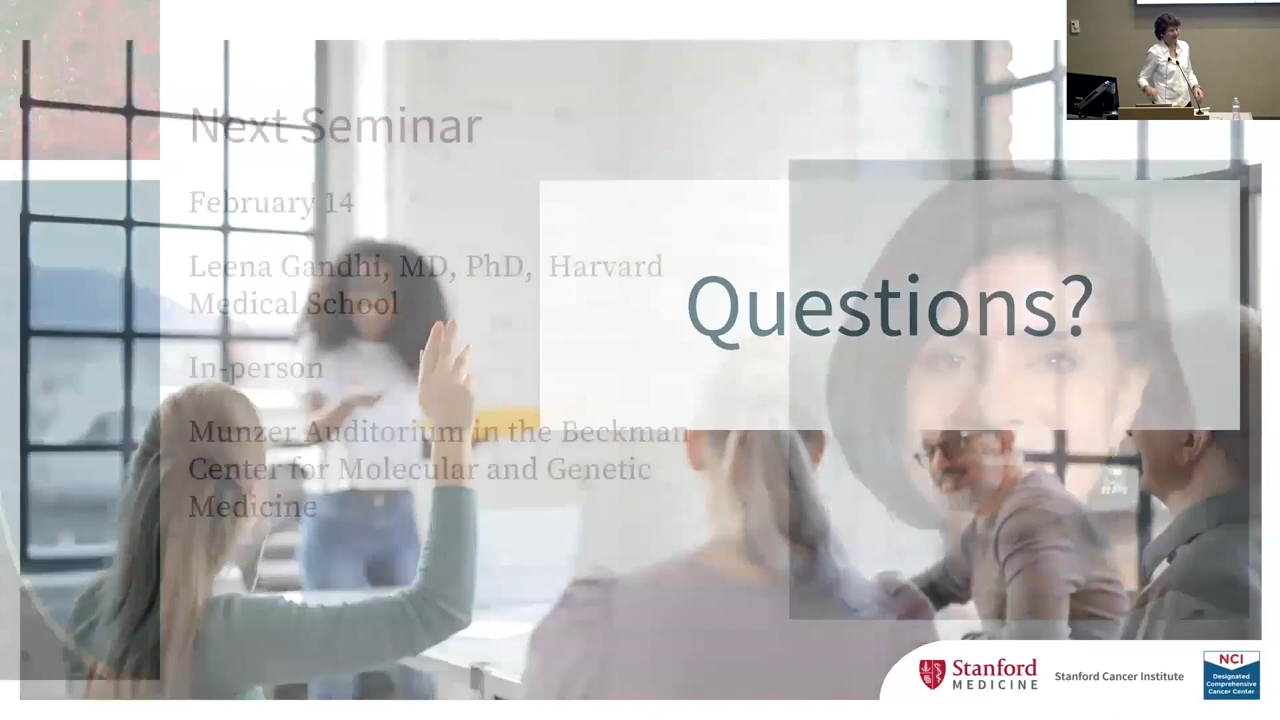 Next Seminar
February 14
Leena Gandhi, MD, PhD, Harvard
Medical School
In-person
Munzer Auditorium in the Beckman
Center for Molecular and Genetic
Medicine
Questions?
Stanford
MEDICINE
Stanford Cancer Institute
NCI
Designated
Comprehensive
Cancer Center